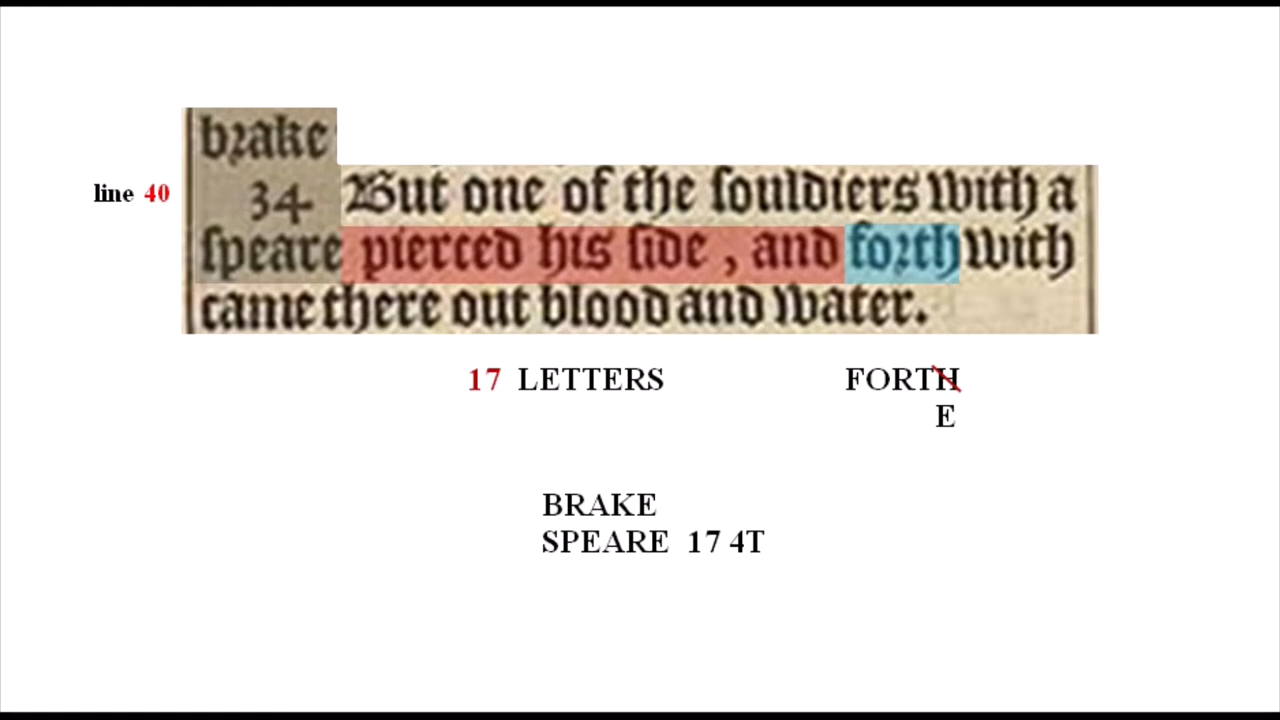 brake
line 40
34 But one of the souldiers with a
speare pierced his side, and forth with
came there out blood and water.
17 LETTERS FORTH
E
BRAKE
SPEARE 17 4T